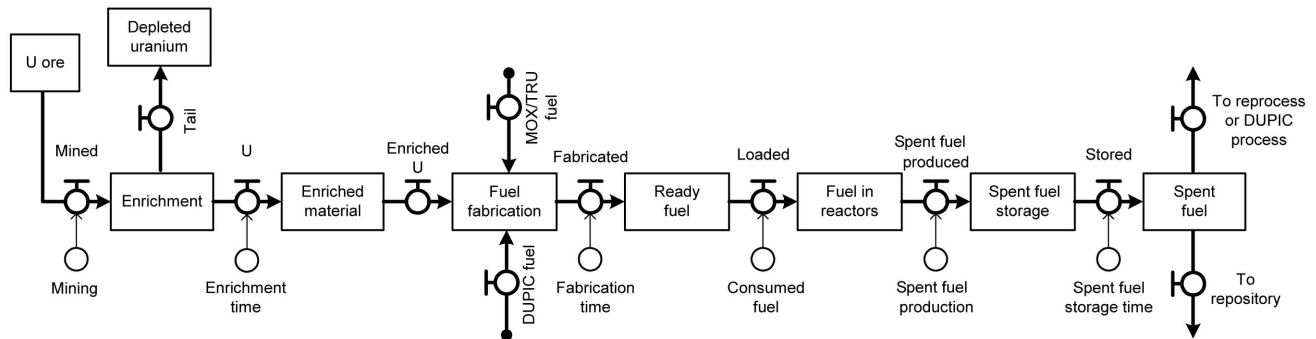 Depleted
uranium
U ore
Tail
MOX/TRU
fuel
To reprocess
or DUPIC
process
Mined
U
Enriched
U
Fabricated
Loaded
Spent fuel
produced
Stored
Enrichment
Enriched
material
Fuel
fabrication
Ready
fuel
Fuel in
reactors
Spent fuel
storage
Spent
fuel
Mining
Enrichment
time
DUPIC fuel
Fabrication
time
Consumed
fuel
Spent fuel
production
Spent fuel
storage time
To
repository